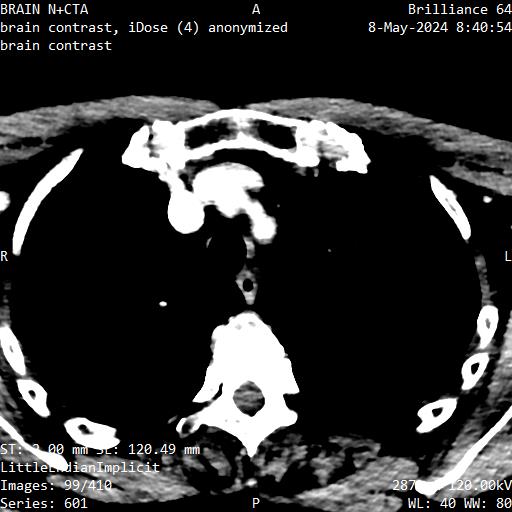 BRAIN N+CTA
brain contrast, iDose (4) anonymized
brain contrast
A
Brilliance 64
8-May-2024 8:40:54
R
L
ST: 2.00 mm SL: 120.49 mm
LittleEndianImplicit
Images: 99/410
Series: 601
P
120.00kV
WL: 40 WW: 80